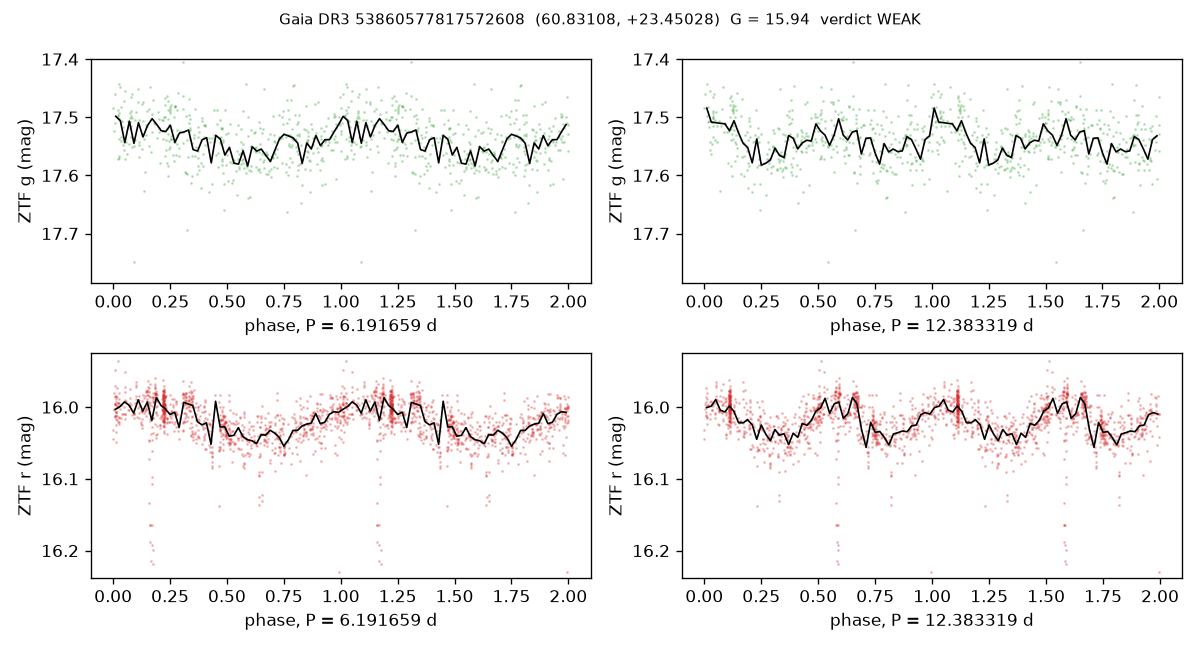 Gaia DR3 53860577817572608  (60.83108, +23.45028)  G = 15.94  verdict WEAK
17.4
17.5
17.6
17.7
ZTF g (mag)
0.00 0.25 0.50 0.75 1.00 1.25 1.50 1.75 2.00
phase, P = 6.191659 d
17.4
17.5
17.6
17.7
ZTF g (mag)
0.00 0.25 0.50 0.75 1.00 1.25 1.50 1.75 2.00
phase, P = 12.383319 d
16.0
16.1
16.2
ZTF r (mag)
0.00 0.25 0.50 0.75 1.00 1.25 1.50 1.75 2.00
phase, P = 6.191659 d
16.0
16.1
16.2
ZTF r (mag)
0.00 0.25 0.50 0.75 1.00 1.25 1.50 1.75 2.00
phase, P = 12.383319 d